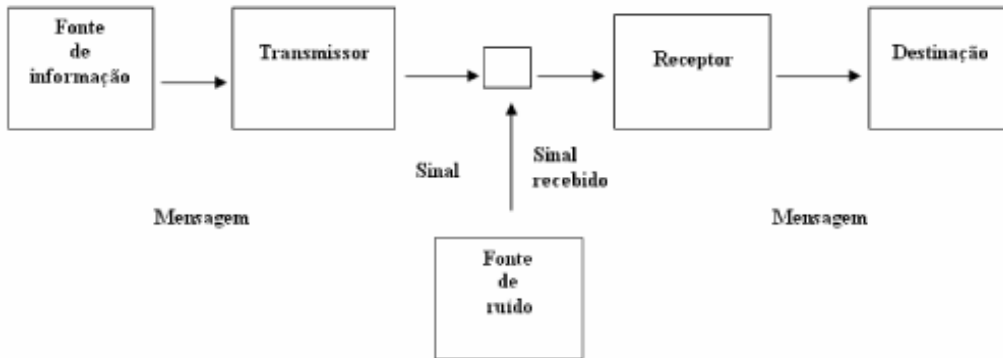 Fonte
de
informação
Transmissor
Receptor
Destinação
Sinal
Sinal
recebido
Mensagem
Mensagem
Fonte
de
ruído